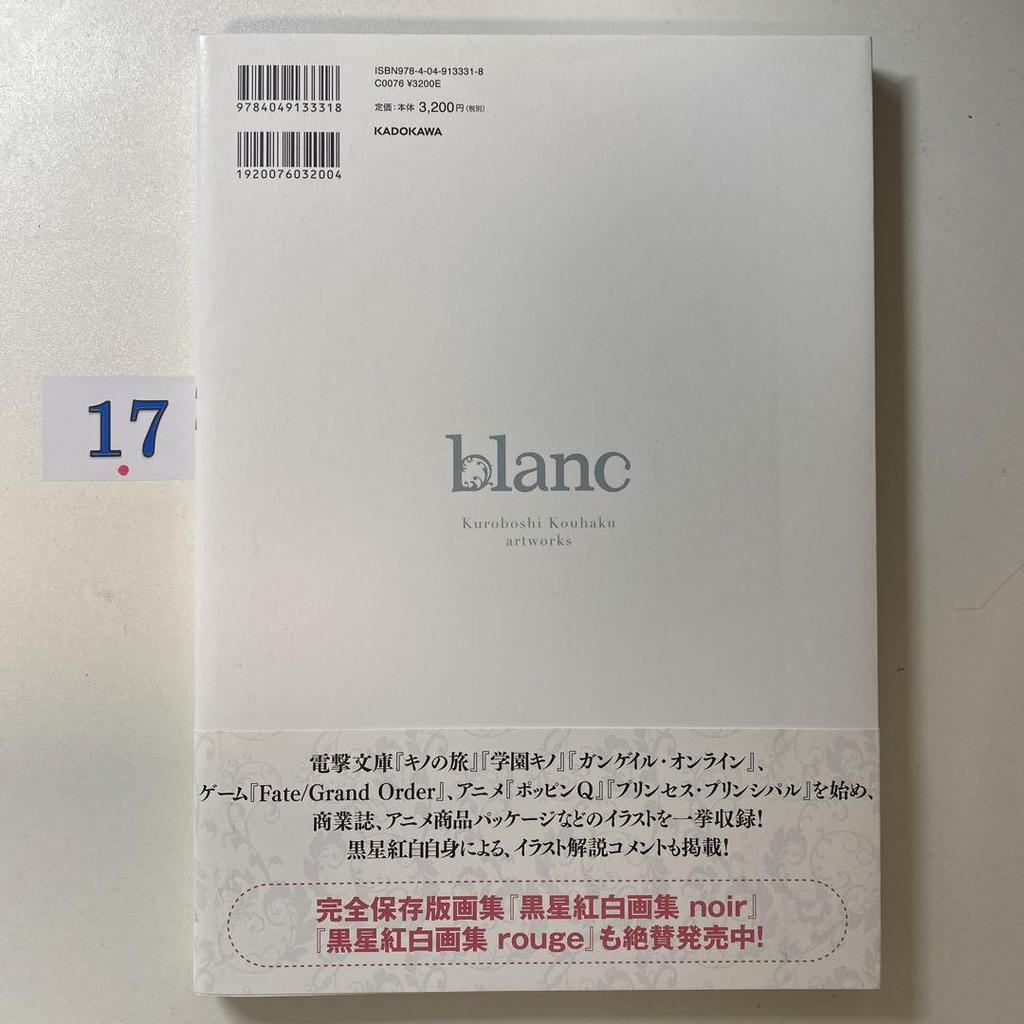 ISBN978-4-04-913331-8
C0076 ¥3200E
9784049133318
定価：本体 3,200円（税別）
KADOKAWA
1920076032004
17
blanc
Kuroboshi Kouhaku
artworks
電撃文庫『キノの旅』『学園キノ』『ガンゲイル・オンライン』、
ゲーム『Fate/Grand Order』、アニメ『ポッピンQ』『プリンセス・プリンシパル』を始め、
商業誌、アニメ商品パッケージなどのイラストを一挙収録！
黒星紅白自身による、イラスト解説コメントも掲載！
完全保存版画集『黒星紅白画集 noir』
『黒星紅白画集 rouge』も絶賛発売中！